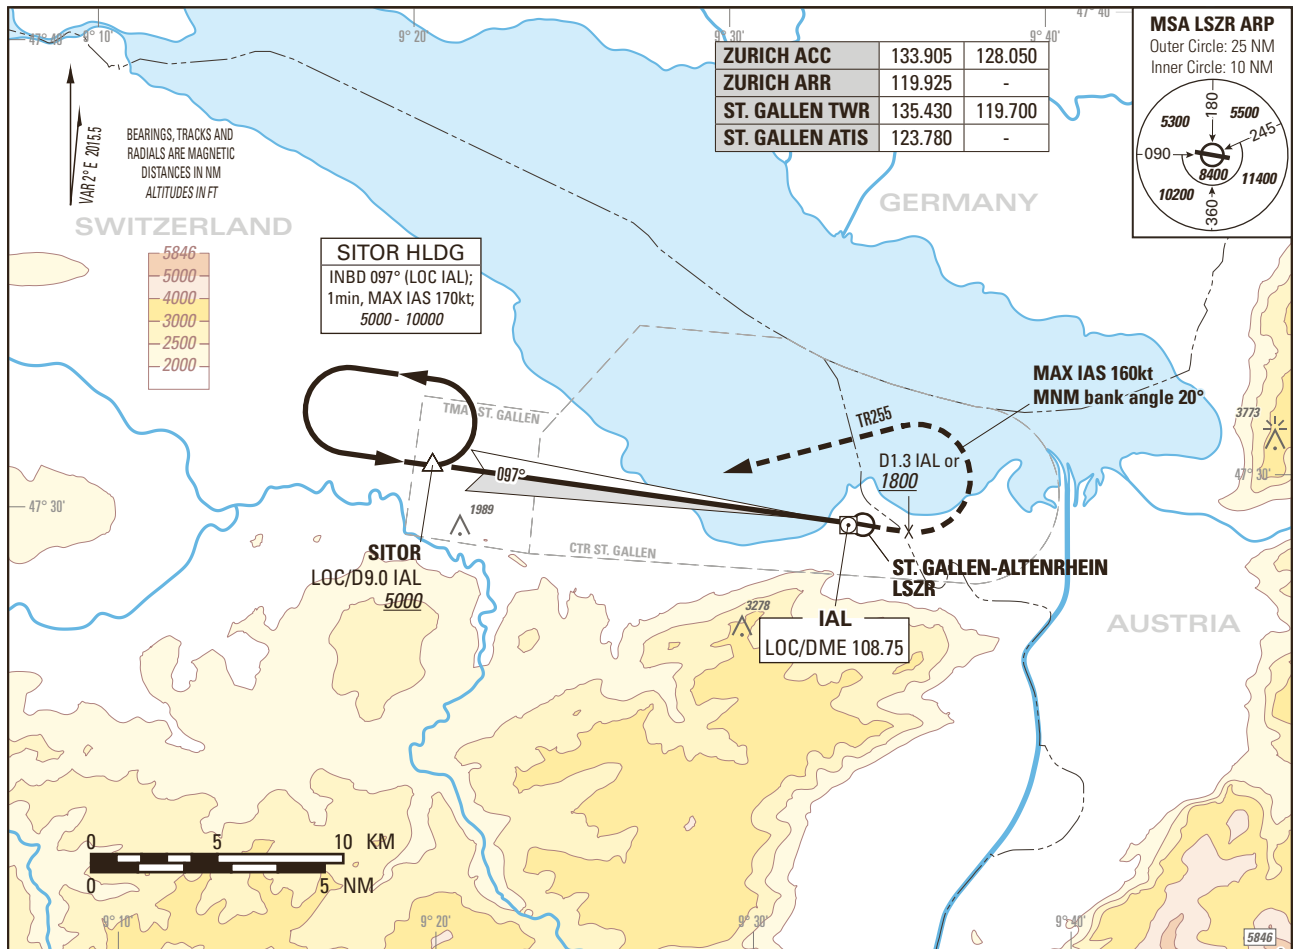 47° 40'
9° 10'
9° 20'
9° 30'
9° 40'
47° 40'
ZURICH ACC 133.905 128.050
ZURICH ARR 119.925 -
ST. GALLEN TWR 135.430 119.700
ST. GALLEN ATIS 123.780 -
MSA LSZR ARP
Outer Circle: 25 NM
Inner Circle: 10 NM
180
5300
5500
245
090
8400
10200
11400
360
VAR 2° E 2015.5
BEARINGS, TRACKS AND
RADIALS ARE MAGNETIC
DISTANCES IN NM
ALTITUDES IN FT
SWITZERLAND
GERMANY
5846
5000
4000
3000
2500
2000
SITOR HLDG
INBD 097° (LOC IAL);
1min, MAX IAS 170kt;
5000 - 10000
MAX IAS 160kt
MNM bank angle 20°
TMA ST. GALLEN
TR255
3773
D1.3 IAL or
1800
097°
47° 30'
47° 30'
1989
SITOR
LOC/D9.0 IAL
5000
CTR ST. GALLEN
ST. GALLEN-ALTENRHEIN
LSZR
3278
IAL
LOC/DME 108.75
AUSTRIA
0 5 10 KM
0 5 NM
9° 10'
9° 20'
9° 30'
9° 40'
5846